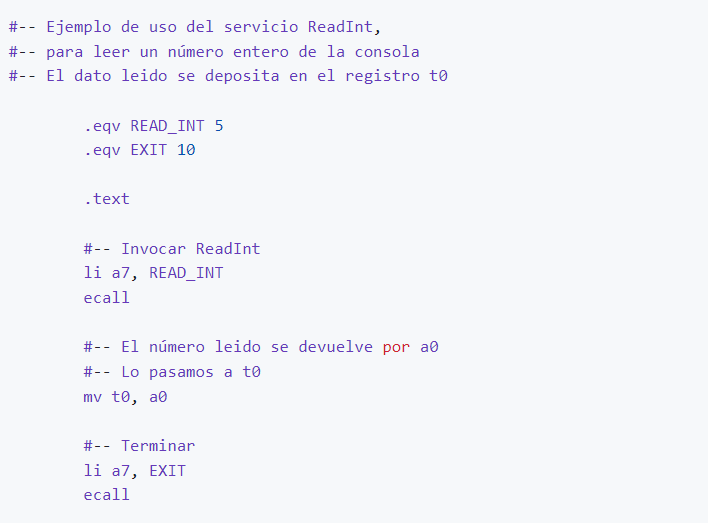 #-- Ejemplo de uso del servicio ReadInt,
#-- para leer un número entero de la consola
#-- El dato leido se deposita en el registro t0
.eqv READ_INT 5
.eqv EXIT 10
.text
#-- Invocar ReadInt
li a7, READ_INT
ecall
#-- El número leido se devuelve por a0
#-- Lo pasamos a t0
mv t0, a0
#-- Terminar
li a7, EXIT
ecall